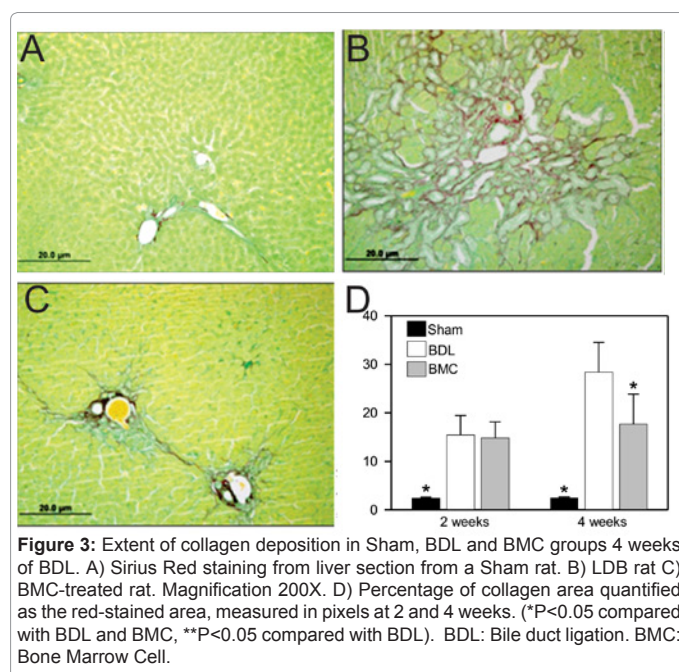 A
B
20.0 µm
20.0 µm
C
D
Sham
BDL
BMC
40
30
20
10
0
*
*
*
2 weeks
4 weeks
20.0 µm
Figure 3: Extent of collagen deposition in Sham, BDL and BMC groups 4 weeks
of BDL. A) Sirius Red staining from liver section from a Sham rat. B) LDB rat C)
BMC-treated rat. Magnification 200X. D) Percentage of collagen area quantified
as the red-stained area, measured in pixels at 2 and 4 weeks. (*P<0.05 compared
with BDL and BMC, **P<0.05 compared with BDL). BDL: Bile duct ligation. BMC:
Bone Marrow Cell.